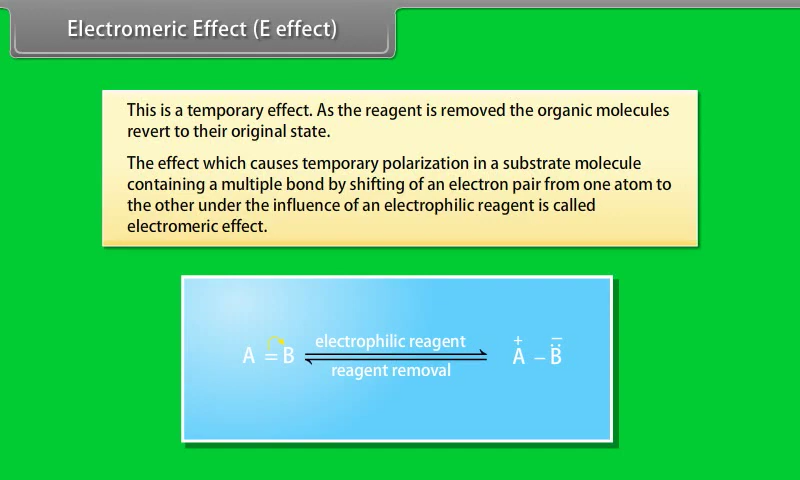 Electromeric Effect (E effect)
This is a temporary effect. As the reagent is removed the organic molecules
revert to their original state.
The effect which causes temporary polarization in a substrate molecule
containing a multiple bond by shifting of an electron pair from one atom to
the other under the influence of an electrophilic reagent is called
electromeric effect.
electrophilic reagent
A = B ⇌ A⁺ – B̈⁻
reagent removal